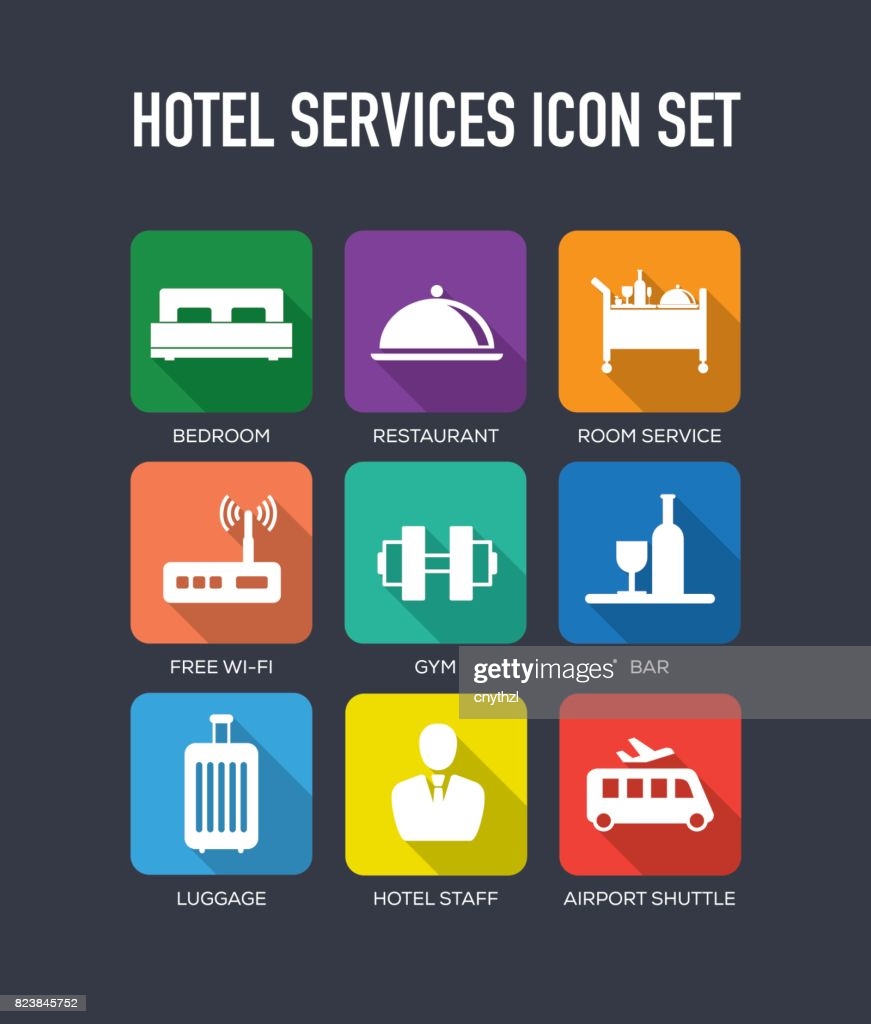 HOTEL SERVICES ICON SET
BEDROOM RESTAURANT ROOM SERVICE
FREE WI-FI GYM BAR
gettyimages®
cnythzl
LUGGAGE HOTEL STAFF AIRPORT SHUTTLE
823845752